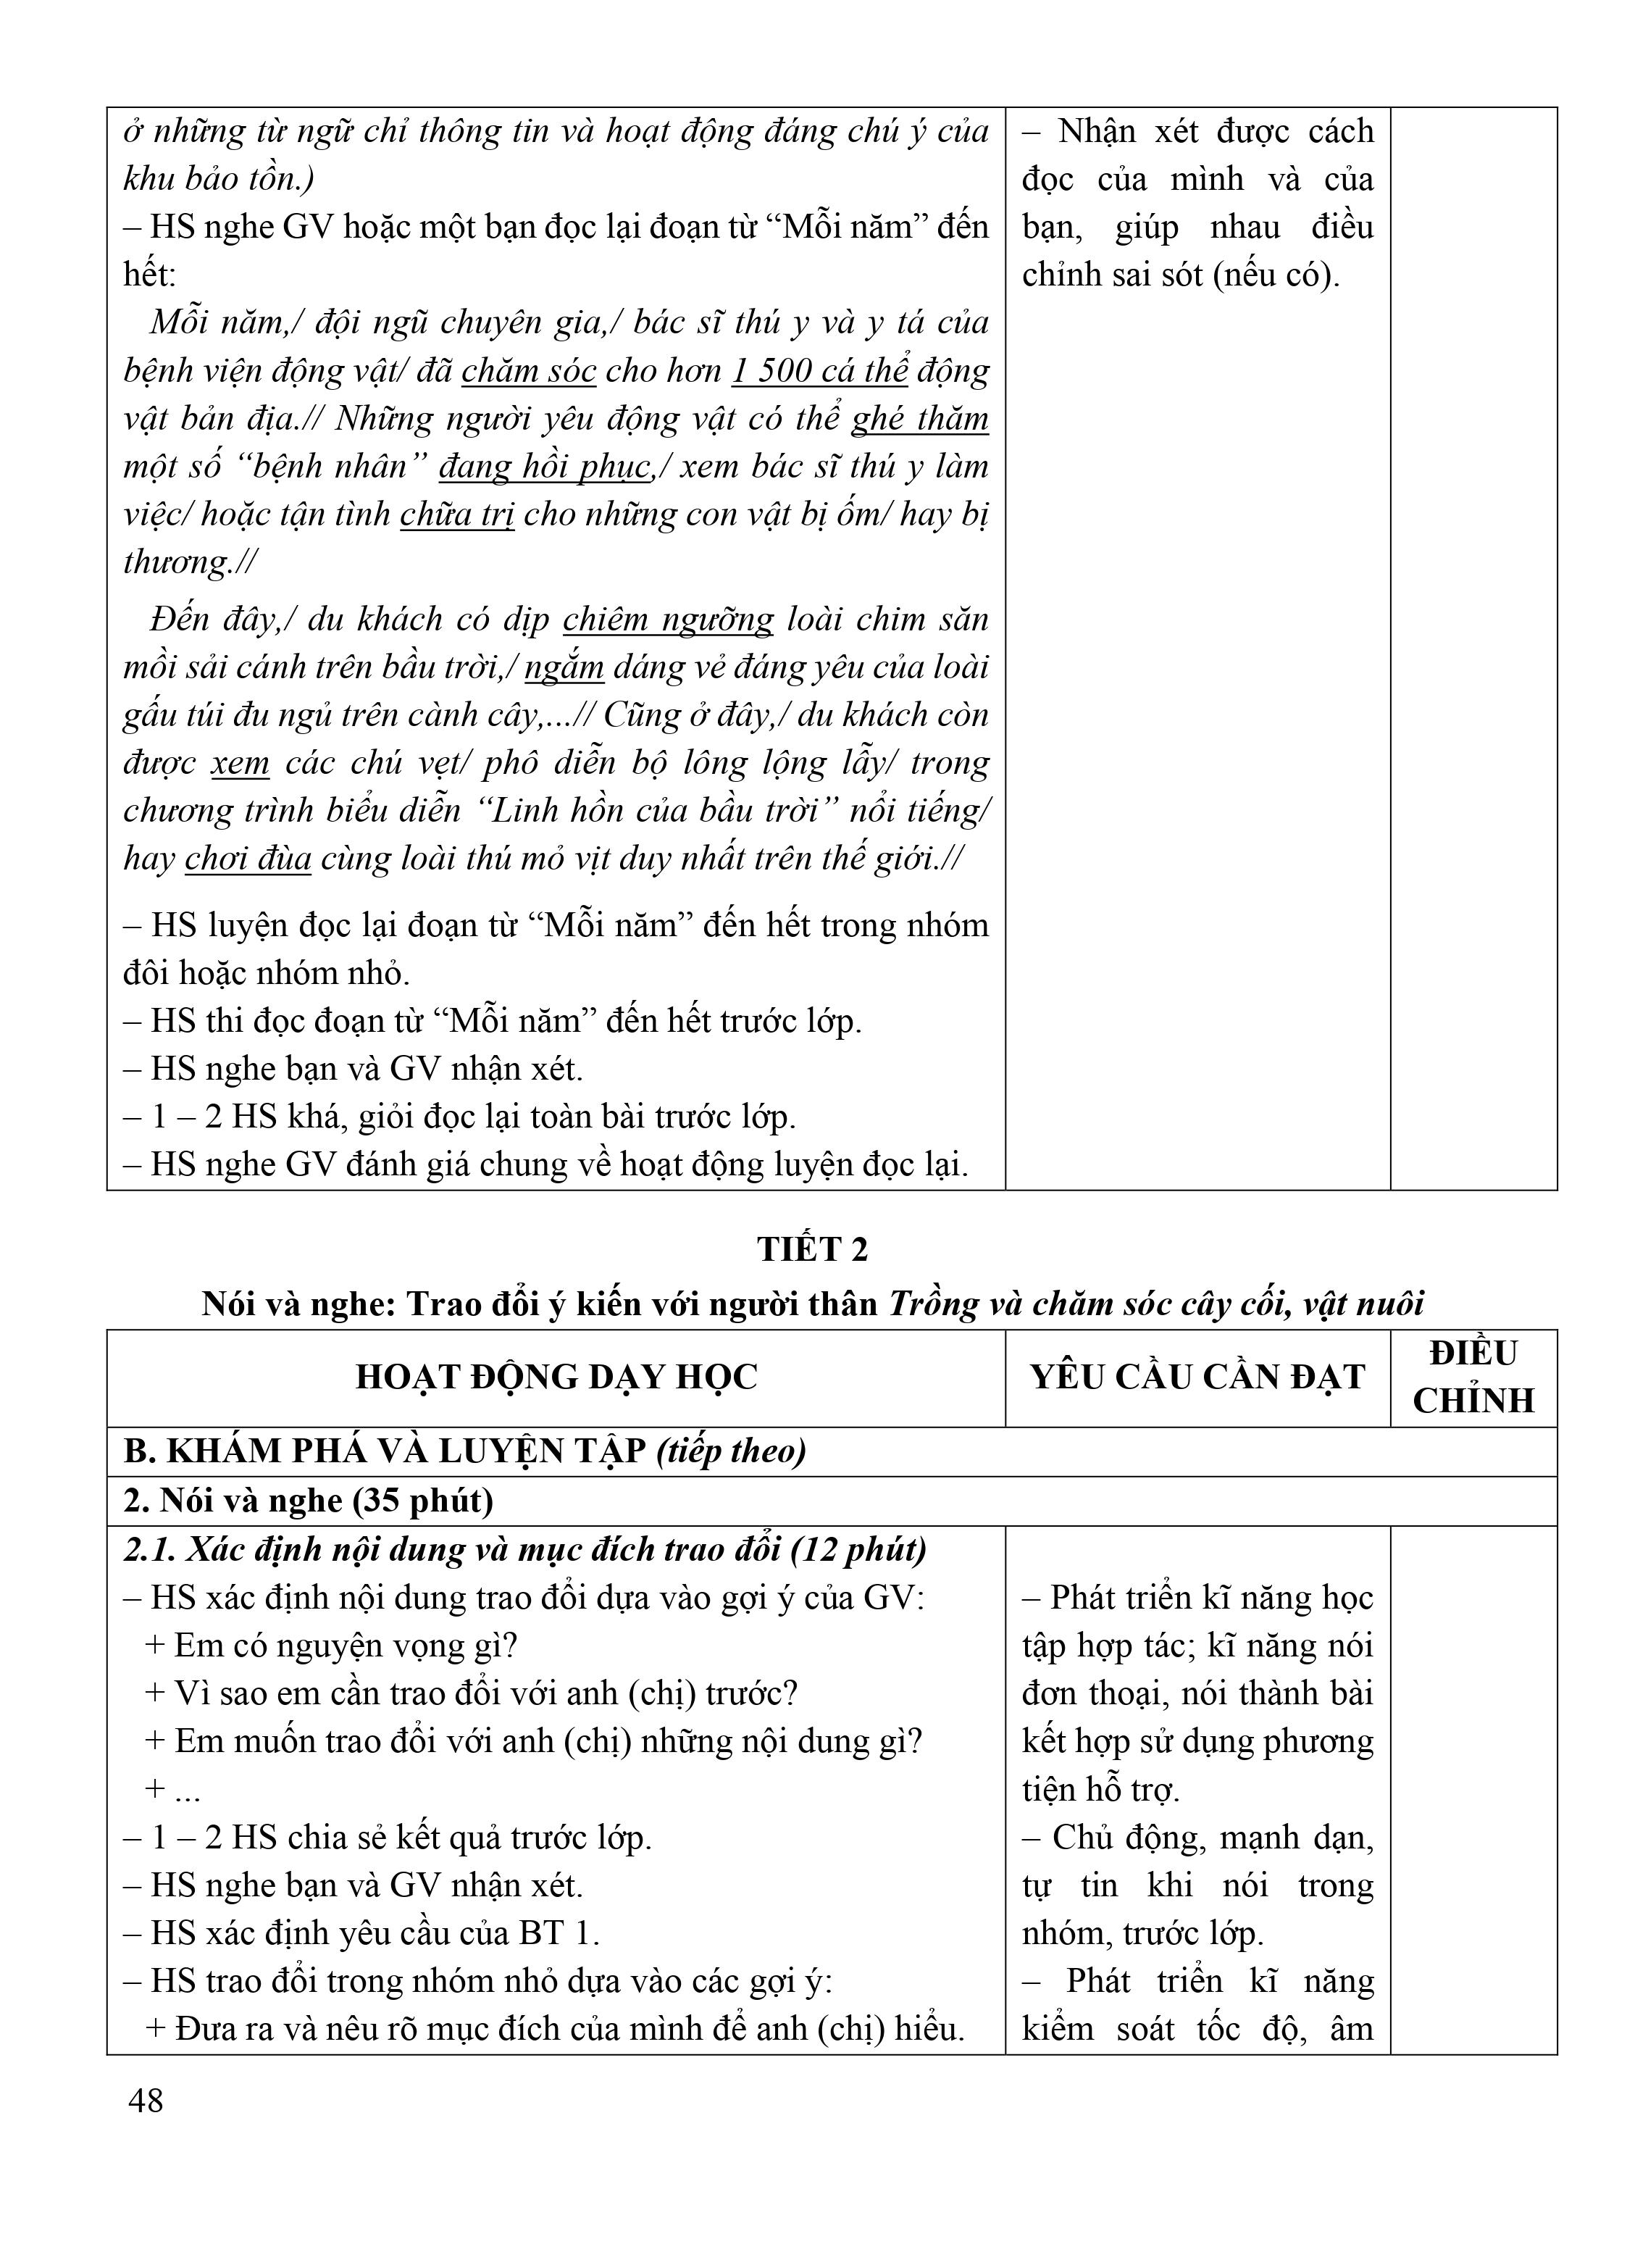 ở những từ ngữ chỉ thông tin và hoạt động đáng chú ý của
khu bảo tồn.)
– HS nghe GV hoặc một bạn đọc lại đoạn từ “Mỗi năm” đến
hết:
Mỗi năm,/ đội ngũ chuyên gia,/ bác sĩ thú y và y tá của
bệnh viện động vật/ đã chăm sóc cho hơn 1 500 cá thể động
vật bản địa.// Những người yêu động vật có thể ghé thăm
một số “bệnh nhân” đang hồi phục,/ xem bác sĩ thú y làm
việc/ hoặc tận tình chữa trị cho những con vật bị ốm/ hay bị
thương.//
Đến đây,/ du khách có dịp chiêm ngưỡng loài chim săn
mồi sải cánh trên bầu trời,/ ngắm dáng vẻ đáng yêu của loài
gấu túi đu ngủ trên cành cây,...// Cũng ở đây,/ du khách còn
được xem các chú vẹt/ phô diễn bộ lông lộng lẫy/ trong
chương trình biểu diễn “Linh hồn của bầu trời” nổi tiếng/
hay chơi đùa cùng loài thú mỏ vịt duy nhất trên thế giới.//
– HS luyện đọc lại đoạn từ “Mỗi năm” đến hết trong nhóm
đôi hoặc nhóm nhỏ.
– HS thi đọc đoạn từ “Mỗi năm” đến hết trước lớp.
– HS nghe bạn và GV nhận xét.
– 1 – 2 HS khá, giỏi đọc lại toàn bài trước lớp.
– HS nghe GV đánh giá chung về hoạt động luyện đọc lại.
– Nhận xét được cách
đọc của mình và của
bạn, giúp nhau điều
chỉnh sai sót (nếu có).
TIẾT 2
Nói và nghe: Trao đổi ý kiến với người thân Trồng và chăm sóc cây cối, vật nuôi
HOẠT ĐỘNG DẠY HỌC
YÊU CẦU CẦN ĐẠT
ĐIỀU
CHỈNH
B. KHÁM PHÁ VÀ LUYỆN TẬP (tiếp theo)
2. Nói và nghe (35 phút)
2.1. Xác định nội dung và mục đích trao đổi (12 phút)
– HS xác định nội dung trao đổi dựa vào gợi ý của GV:
+ Em có nguyện vọng gì?
+ Vì sao em cần trao đổi với anh (chị) trước?
+ Em muốn trao đổi với anh (chị) những nội dung gì?
+ ...
– 1 – 2 HS chia sẻ kết quả trước lớp.
– HS nghe bạn và GV nhận xét.
– HS xác định yêu cầu của BT 1.
– HS trao đổi trong nhóm nhỏ dựa vào các gợi ý:
+ Đưa ra và nêu rõ mục đích của mình để anh (chị) hiểu.
– Phát triển kĩ năng học
tập hợp tác; kĩ năng nói
đơn thoại, nói thành bài
kết hợp sử dụng phương
tiện hỗ trợ.
– Chủ động, mạnh dạn,
tự tin khi nói trong
nhóm, trước lớp.
– Phát triển kĩ năng
kiểm soát tốc độ, âm
48